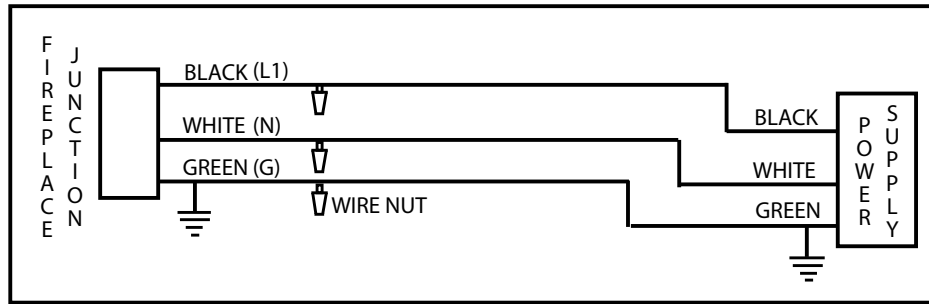 FIREPLACE
JUNCTION
BLACK (L1)
WHITE (N)
GREEN (G)
WIRE NUT
BLACK
WHITE
GREEN
POWER
SUPPLY